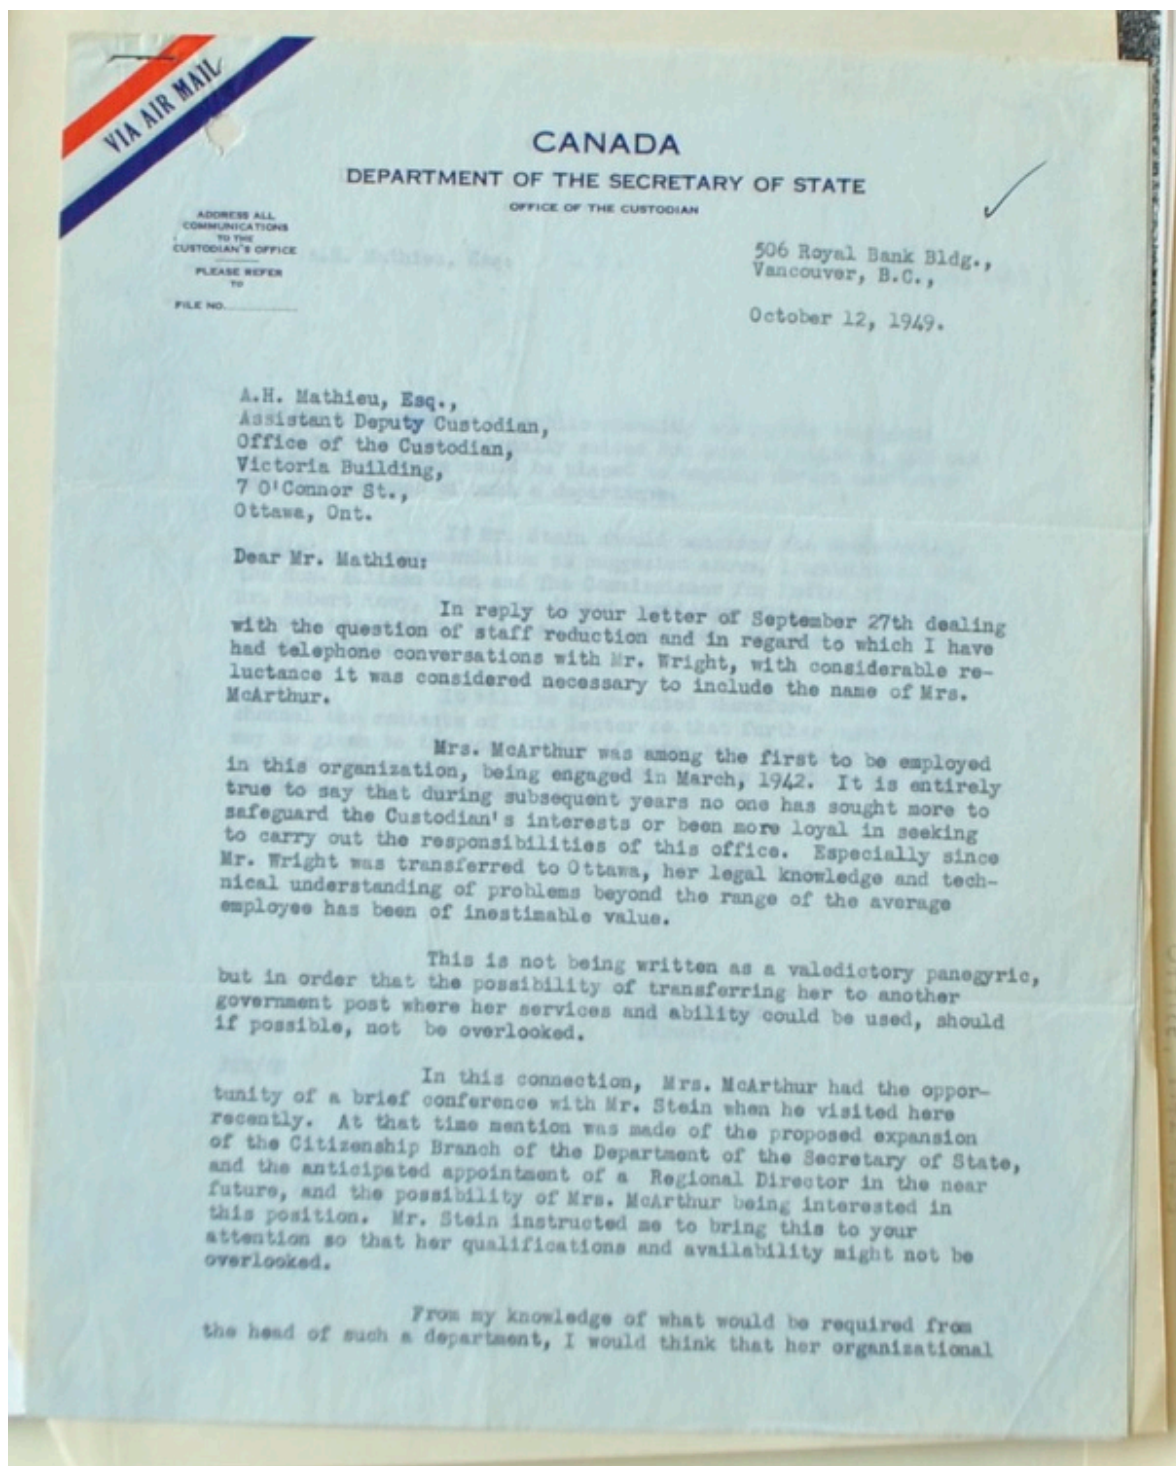 VIA AIR MAIL
CANADA
DEPARTMENT OF THE SECRETARY OF STATE
OFFICE OF THE CUSTODIAN
ADDRESS ALL
COMMUNICATIONS
TO THE
CUSTODIAN'S OFFICE
PLEASE REFER
TO
FILE NO.
506 Royal Bank Bldg.,
Vancouver, B.C.,
October 12, 1949.
A.H. Mathieu, Esq.,
Assistant Deputy Custodian,
Office of the Custodian,
Victoria Building,
7 O'Connor St.,
Ottawa, Ont.
Dear Mr. Mathieu:
In reply to your letter of September 27th dealing
with the question of staff reduction and in regard to which I have
had telephone conversations with Mr. Wright, with considerable re-
luctance it was considered necessary to include the name of Mrs.
McArthur.
Mrs. McArthur was among the first to be employed
in this organization, being engaged in March, 1942. It is entirely
true to say that during subsequent years no one has sought more to
safeguard the Custodian's interests or been more loyal in seeking
to carry out the responsibilities of this office. Especially since
Mr. Wright was transferred to Ottawa, her legal knowledge and tech-
nical understanding of problems beyond the range of the average
employee has been of inestimable value.
This is not being written as a valedictory panegyric,
but in order that the possibility of transferring her to another
government post where her services and ability could be used, should
if possible, not be overlooked.
In this connection, Mrs. McArthur had the oppor-
tunity of a brief conference with Mr. Stein when he visited here
recently. At that time mention was made of the proposed expansion
of the Citizenship Branch of the Department of the Secretary of State,
and the anticipated appointment of a Regional Director in the near
future, and the possibility of Mrs. McArthur being interested in
this position. Mr. Stein instructed me to bring this to your
attention so that her qualifications and availability might not be
overlooked.
From my knowledge of what would be required from
the head of such a department, I would think that her organizational